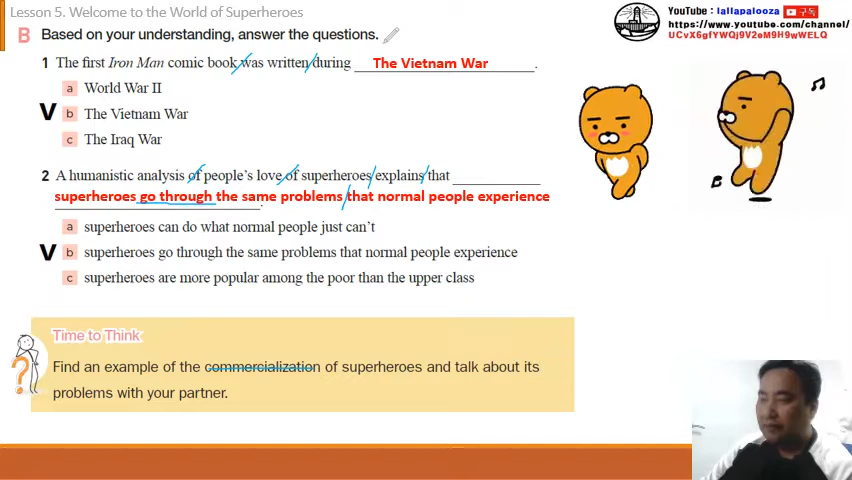 Lesson 5. Welcome to the World of Superheroes
YouTube : lallapalooza 구독
https://www.youtube.com/channel/
UCvX6gfYWQj9V2eM9H9wWELQ
B Based on your understanding, answer the questions.
1 The first Iron Man comic book was written during The Vietnam War .
a World War II
V b The Vietnam War
c The Iraq War
2 A humanistic analysis of people's love of superheroes explains that
superheroes go through the same problems that normal people experience
.
a superheroes can do what normal people just can't
V b superheroes go through the same problems that normal people experience
c superheroes are more popular among the poor than the upper class
Time to Think
Find an example of the commercialization of superheroes and talk about its
problems with your partner.